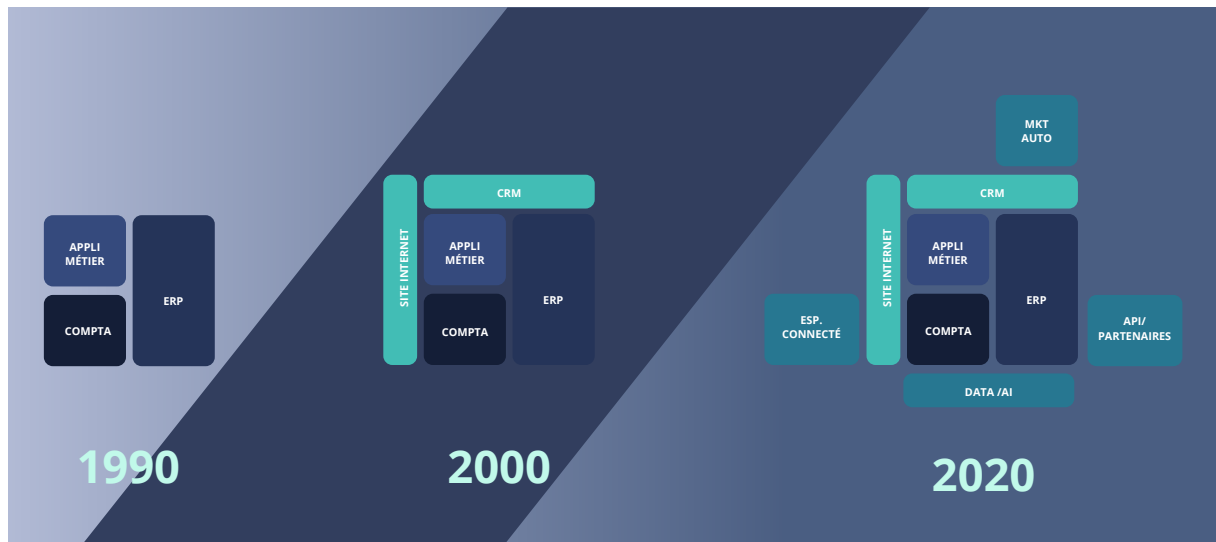 APPLI
MÉTIER
COMPTA
ERP
1990
SITE INTERNET
CRM
APPLI
MÉTIER
COMPTA
ERP
2000
MKT
AUTO
ESP.
CONNECTÉ
SITE INTERNET
CRM
APPLI
MÉTIER
COMPTA
ERP
API/
PARTENAIRES
DATA /AI
2020